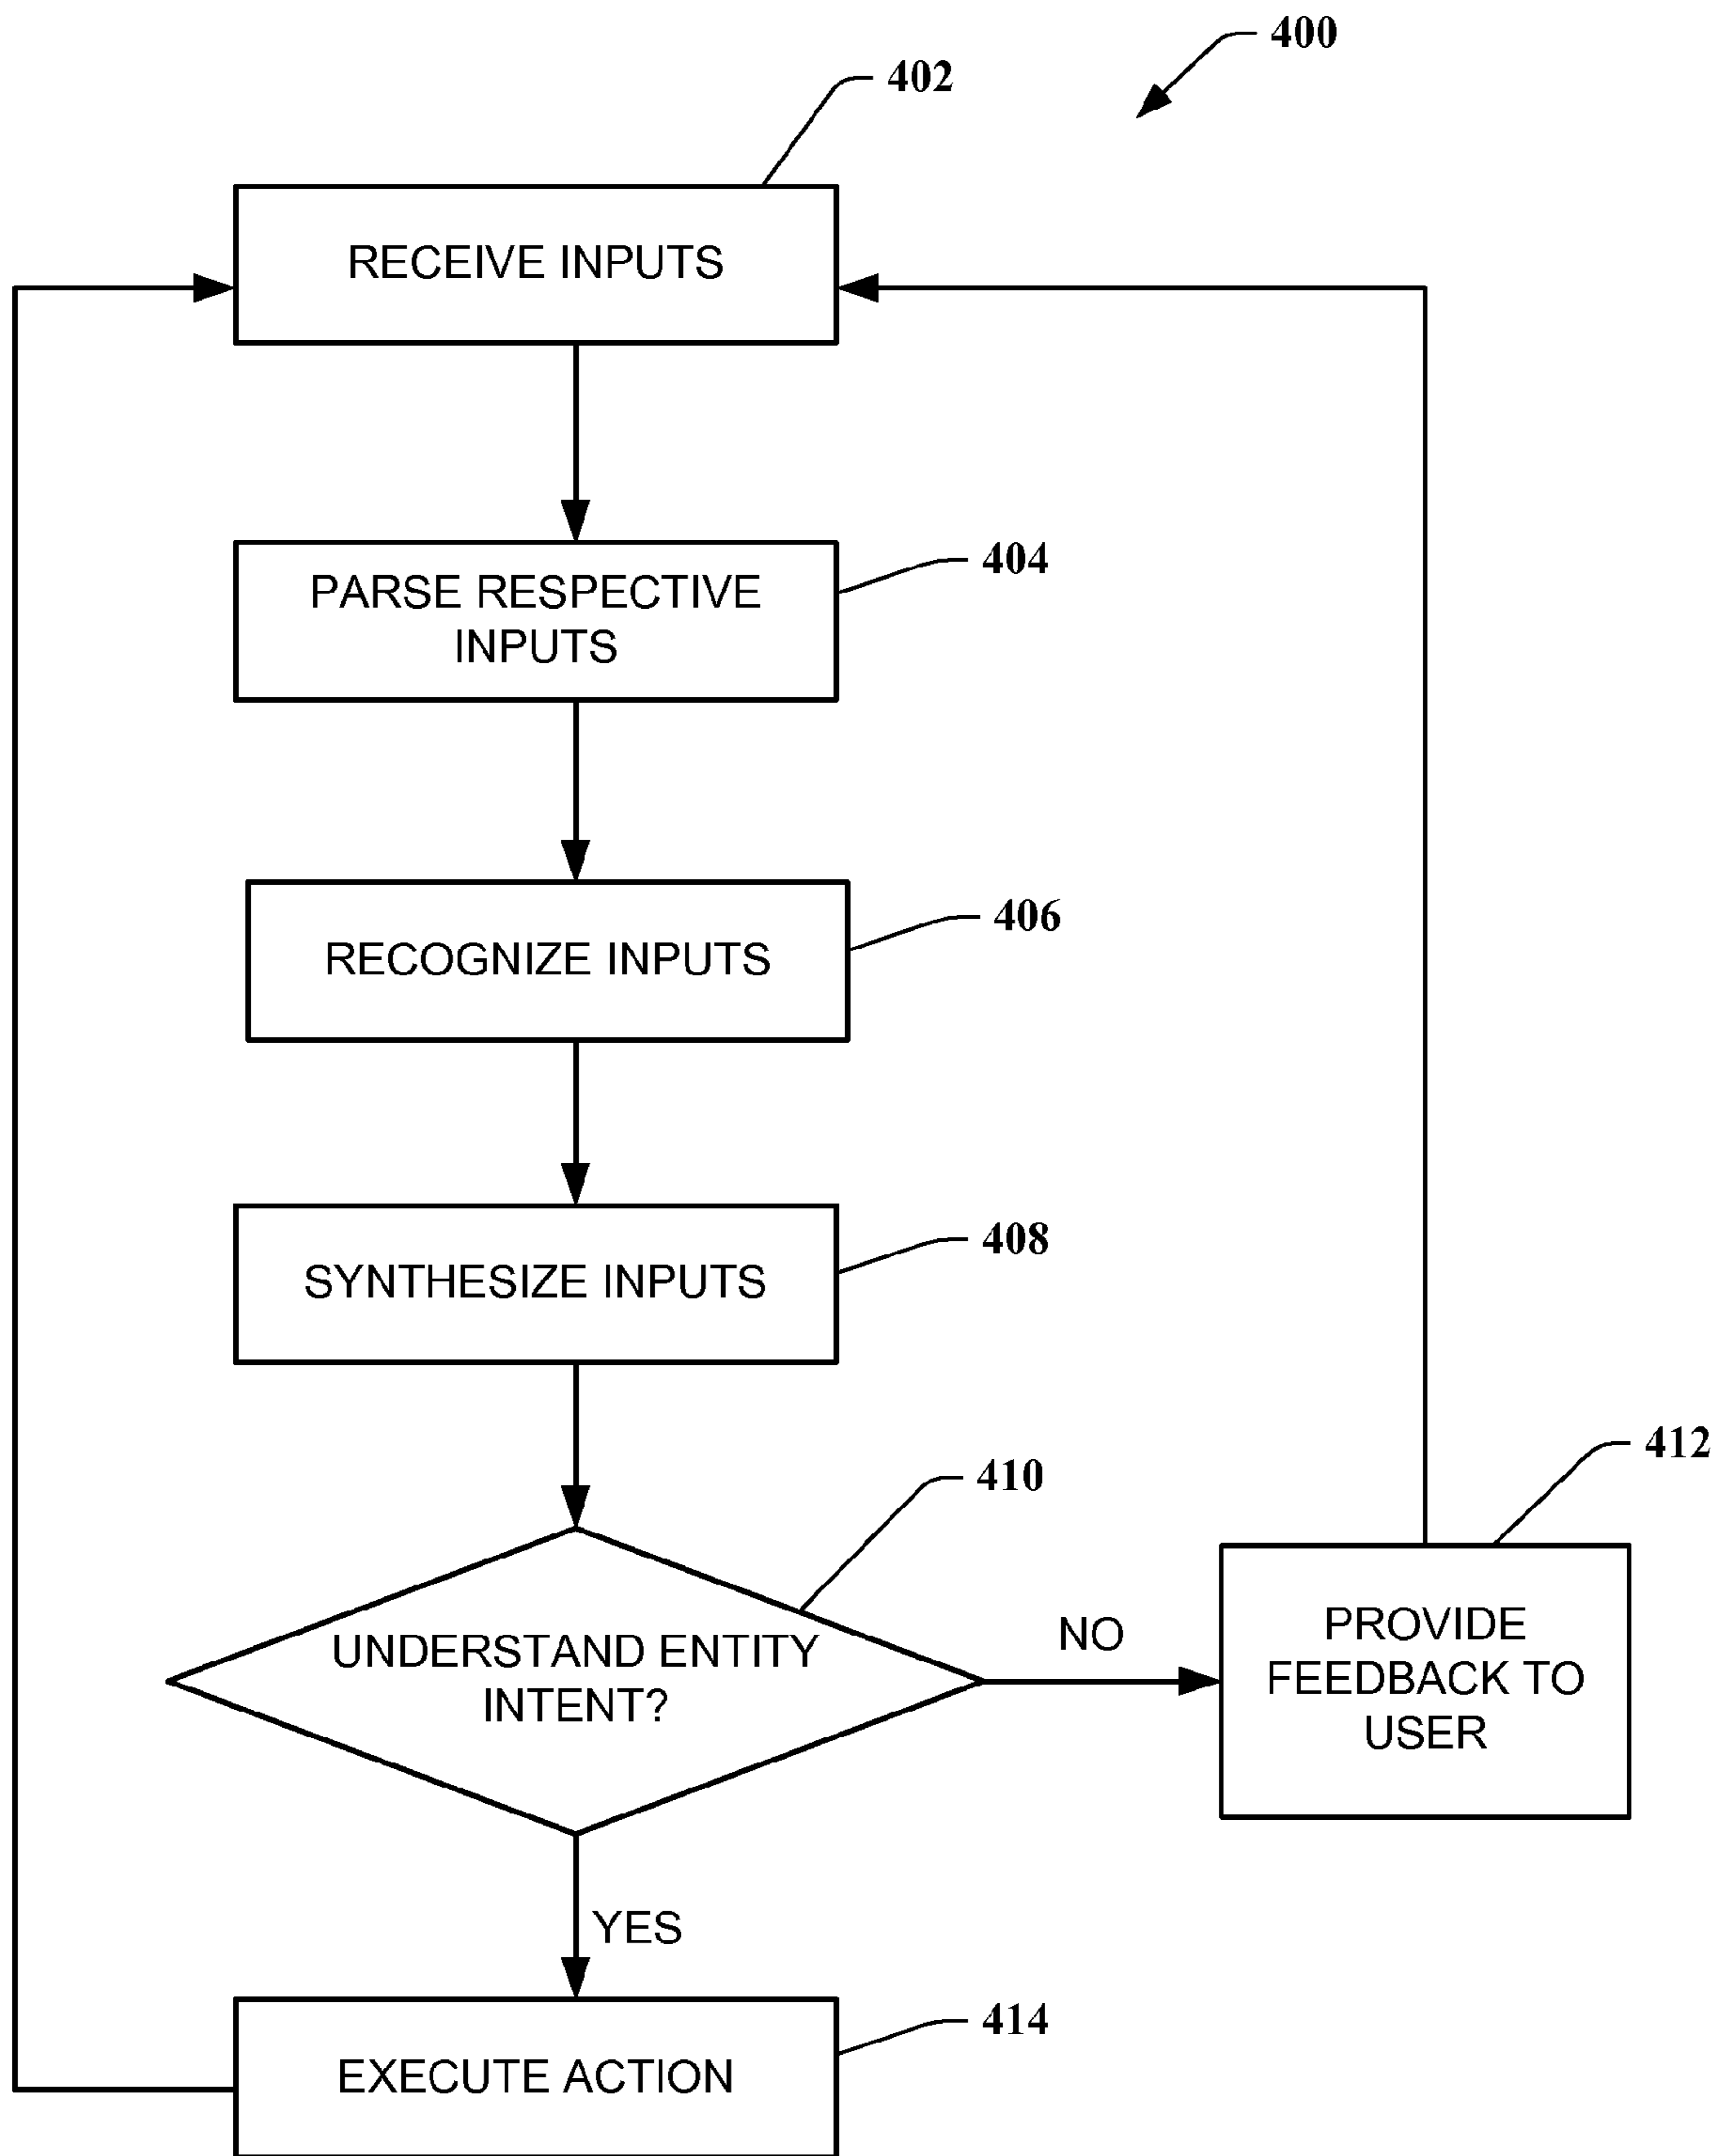 400
402
RECEIVE INPUTS
404
PARSE RESPECTIVE
INPUTS
406
RECOGNIZE INPUTS
408
SYNTHESIZE INPUTS
410
UNDERSTAND ENTITY
INTENT?
NO
412
PROVIDE
FEEDBACK TO
USER
YES
414
EXECUTE ACTION